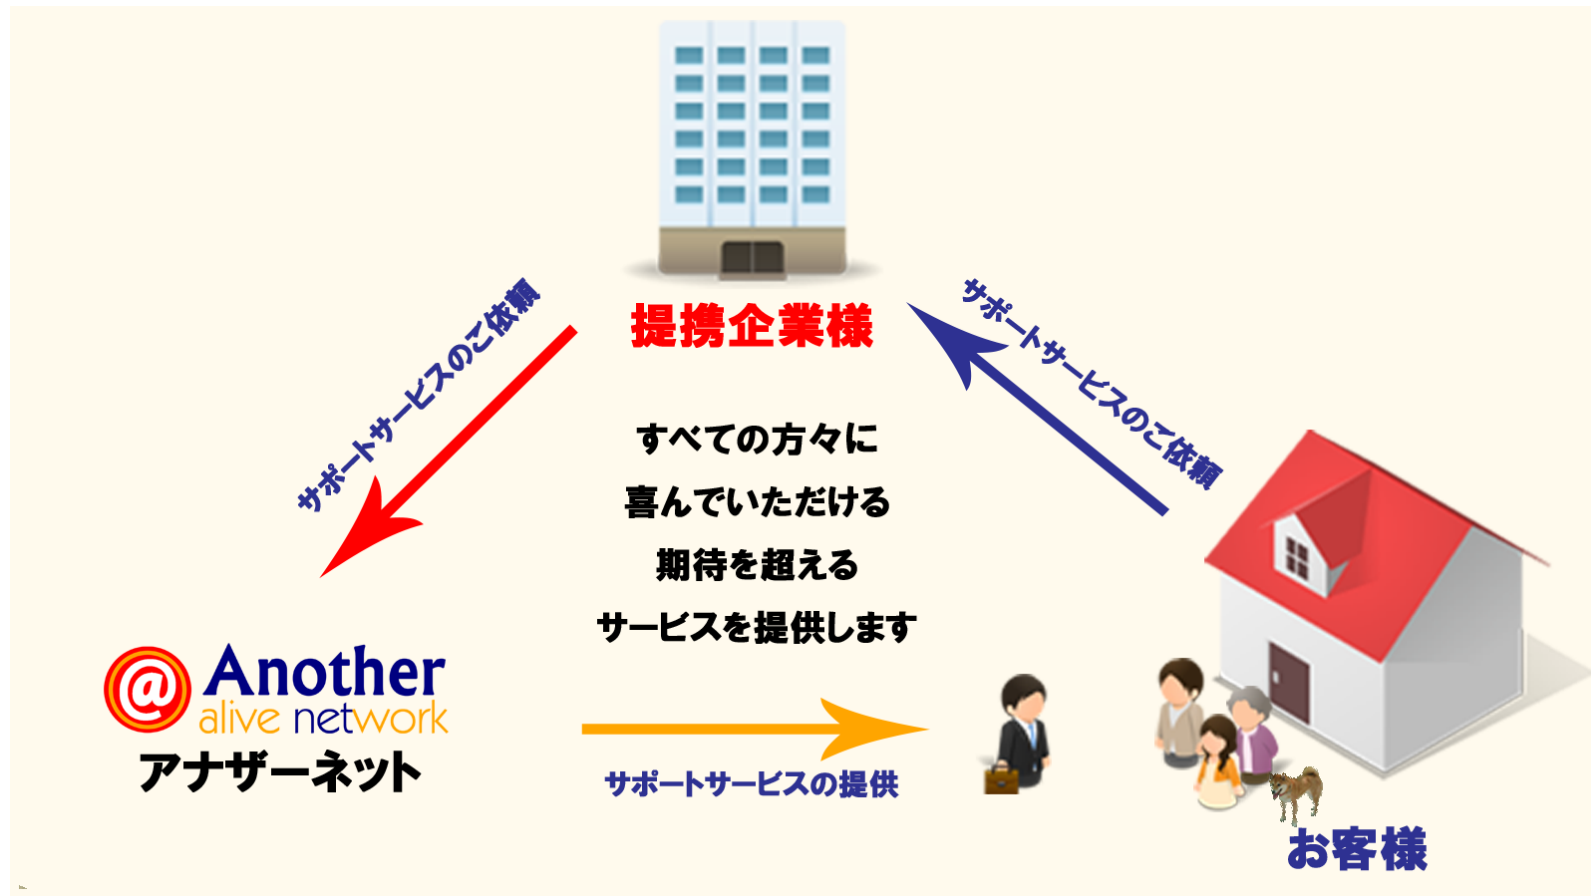 提携企業様
サポートサービスのご依頼
サポートサービスのご依頼
すべての方々に
喜んでいただける
期待を超える
サービスを提供します
@ Another
alive network
アナザーネット
サポートサービスの提供
お客様